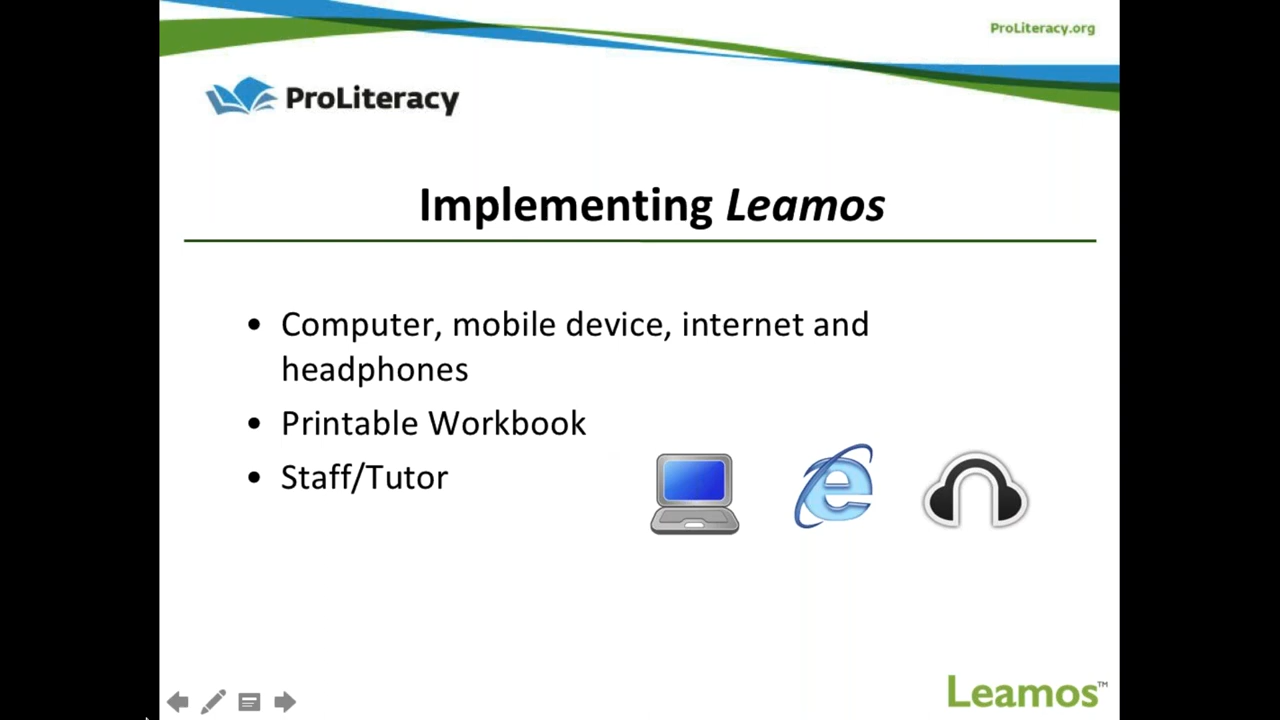 ProLiteracy.org
ProLiteracy
Implementing Leamos
• Computer, mobile device, internet and
headphones
• Printable Workbook
• Staff/Tutor
Leamos™